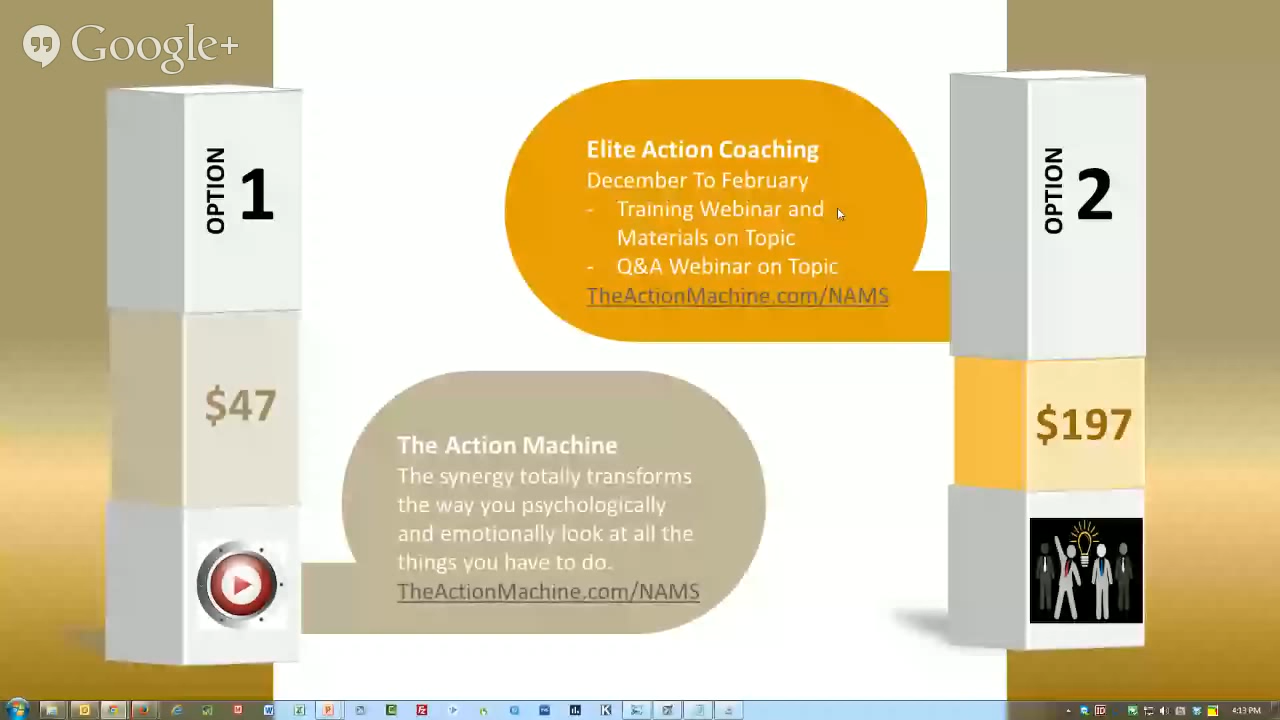 Google+
OPTION 1
$47
Elite Action Coaching
December To February
- Training Webinar and
Materials on Topic
- Q&A Webinar on Topic
TheActionMachine.com/NAMS
OPTION 2
$197
The Action Machine
The synergy totally transforms
the way you psychologically
and emotionally look at all the
things you have to do.
TheActionMachine.com/NAMS
4:13 PM